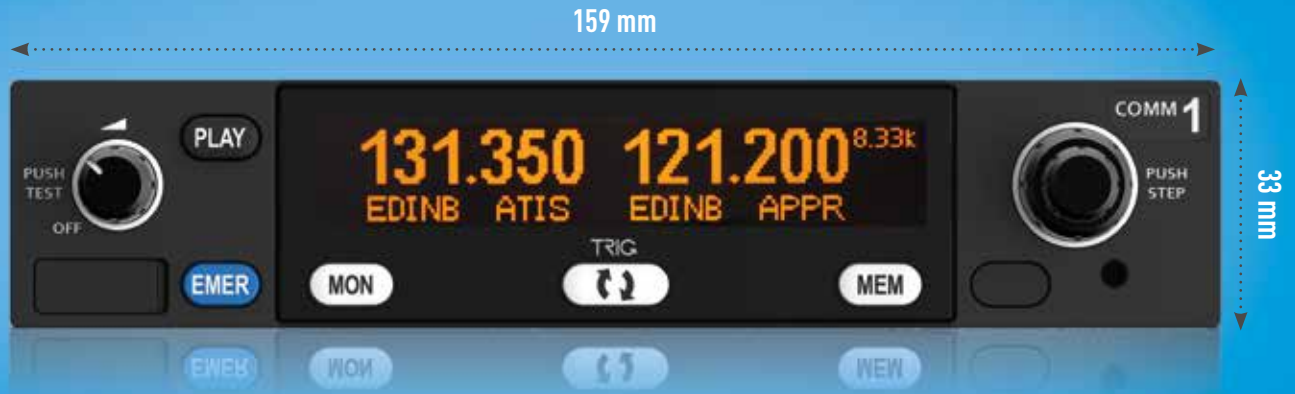 159 mm
COMM 1
PLAY
131.350 121.200 8.33k
PUSH
TEST
PUSH
STEP
EDINB ATIS EDINB APPR
OFF
33 mm
TRIG
EMER
MON
MEM